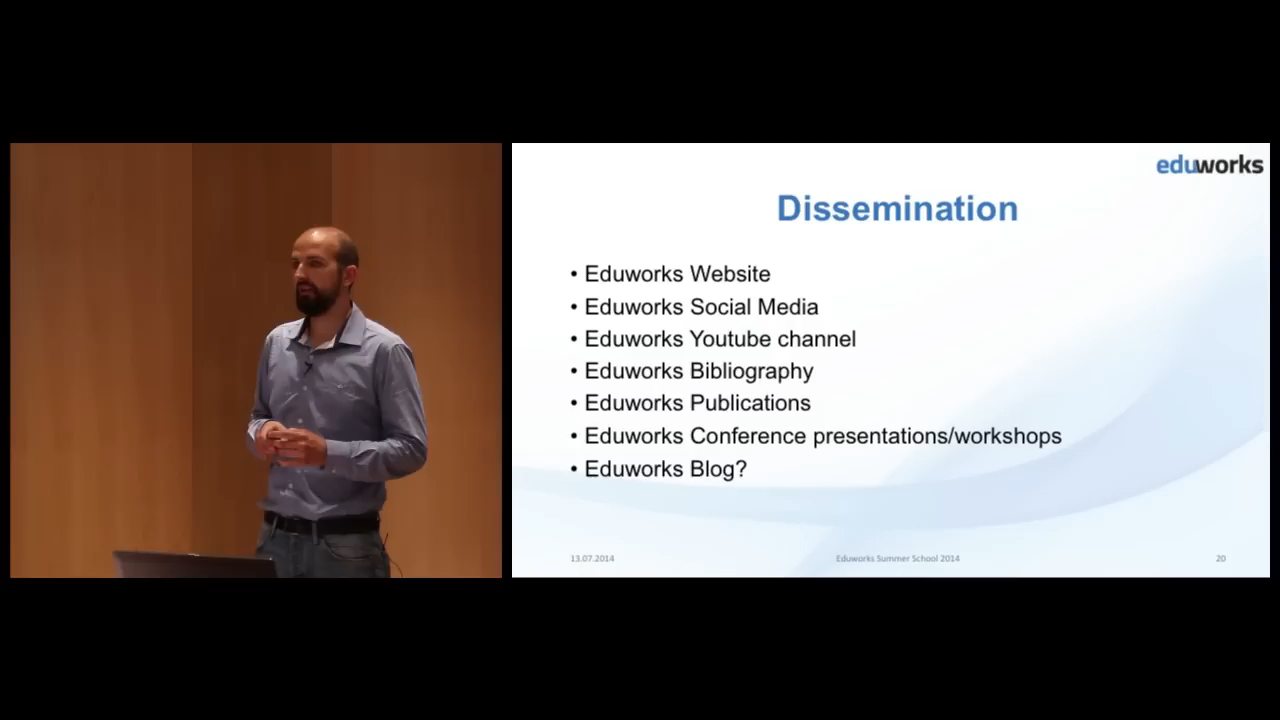 eduworks
Dissemination
• Eduworks Website
• Eduworks Social Media
• Eduworks Youtube channel
• Eduworks Bibliography
• Eduworks Publications
• Eduworks Conference presentations/workshops
• Eduworks Blog?
13.07.2014
Eduworks Summer School 2014
20